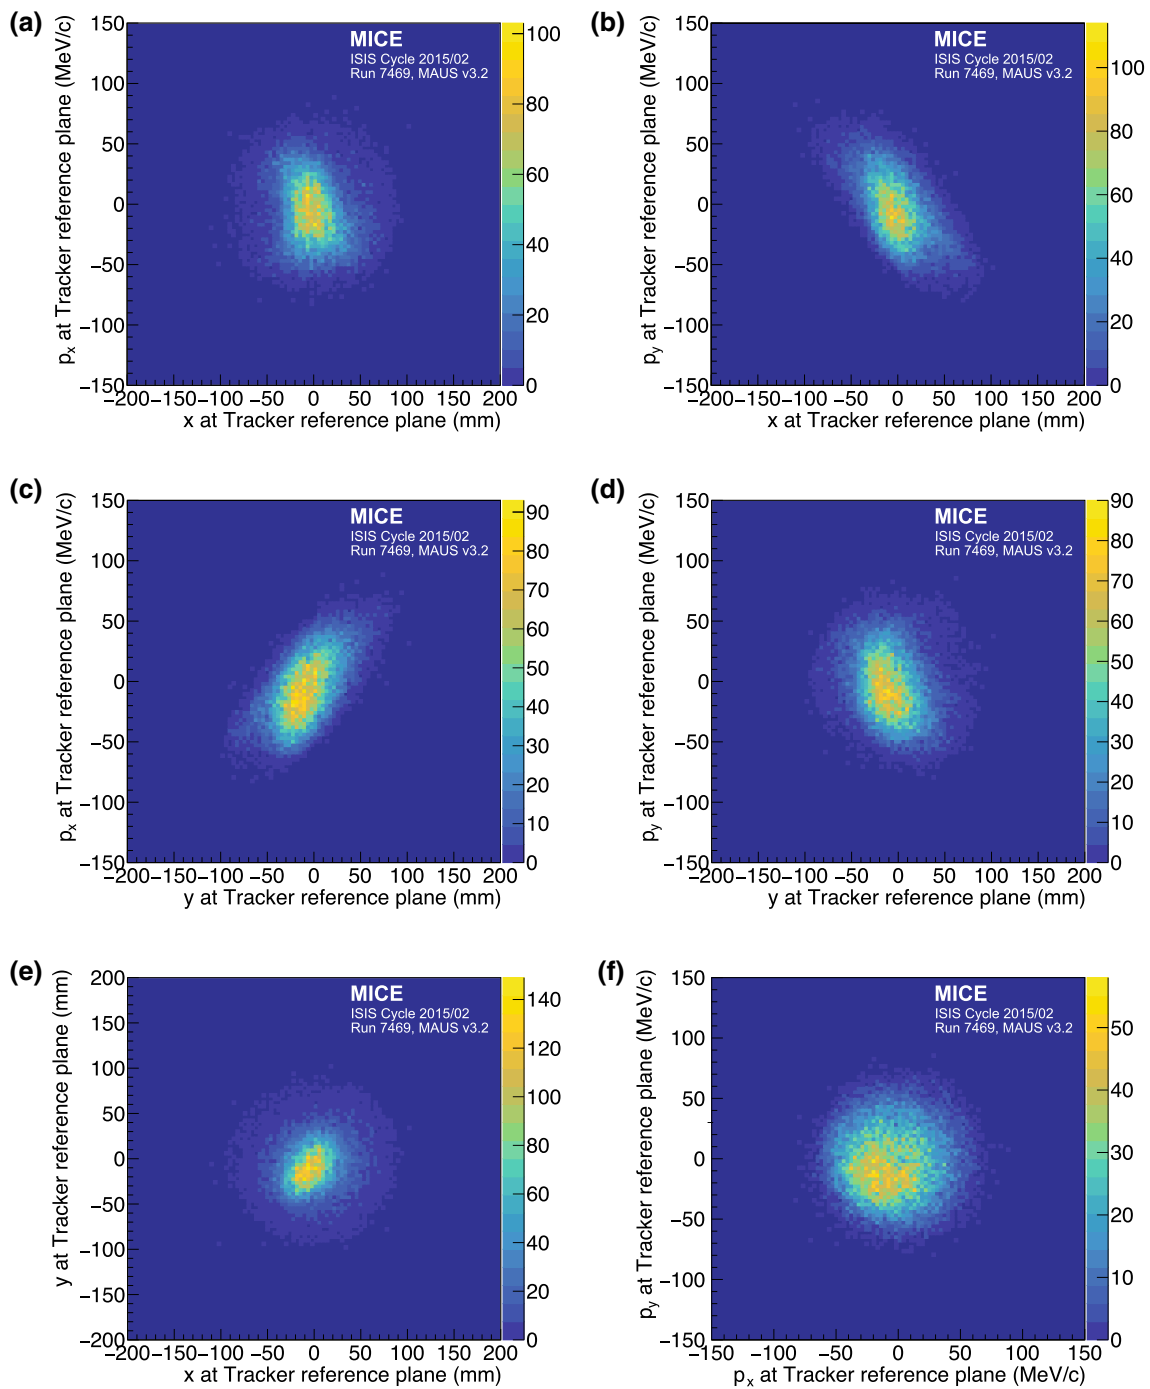 (a)
MICE
ISIS Cycle 2015/02
Run 7469, MAUS v3.2
p_x at Tracker reference plane (MeV/c)
150
100
50
0
−50
−100
−150
−200 −150 −100 −50 0 50 100 150 200
x at Tracker reference plane (mm)
100
80
60
40
20
0
(b)
MICE
ISIS Cycle 2015/02
Run 7469, MAUS v3.2
p_y at Tracker reference plane (MeV/c)
150
100
50
0
−50
−100
−150
−200 −150 −100 −50 0 50 100 150 200
x at Tracker reference plane (mm)
100
80
60
40
20
0
(c)
MICE
ISIS Cycle 2015/02
Run 7469, MAUS v3.2
p_x at Tracker reference plane (MeV/c)
150
100
50
0
−50
−100
−150
−200 −150 −100 −50 0 50 100 150 200
y at Tracker reference plane (mm)
90
80
70
60
50
40
30
20
10
0
(d)
MICE
ISIS Cycle 2015/02
Run 7469, MAUS v3.2
p_y at Tracker reference plane (MeV/c)
150
100
50
0
−50
−100
−150
−200 −150 −100 −50 0 50 100 150 200
y at Tracker reference plane (mm)
90
80
70
60
50
40
30
20
10
0
(e)
MICE
ISIS Cycle 2015/02
Run 7469, MAUS v3.2
y at Tracker reference plane (mm)
200
150
100
50
0
−50
−100
−150
−200
−200 −150 −100 −50 0 50 100 150 200
x at Tracker reference plane (mm)
140
120
100
80
60
40
20
0
(f)
MICE
ISIS Cycle 2015/02
Run 7469, MAUS v3.2
p_y at Tracker reference plane (MeV/c)
150
100
50
0
−50
−100
−150
−150 −100 −50 0 50 100 150
p_x at Tracker reference plane (MeV/c)
50
40
30
20
10
0